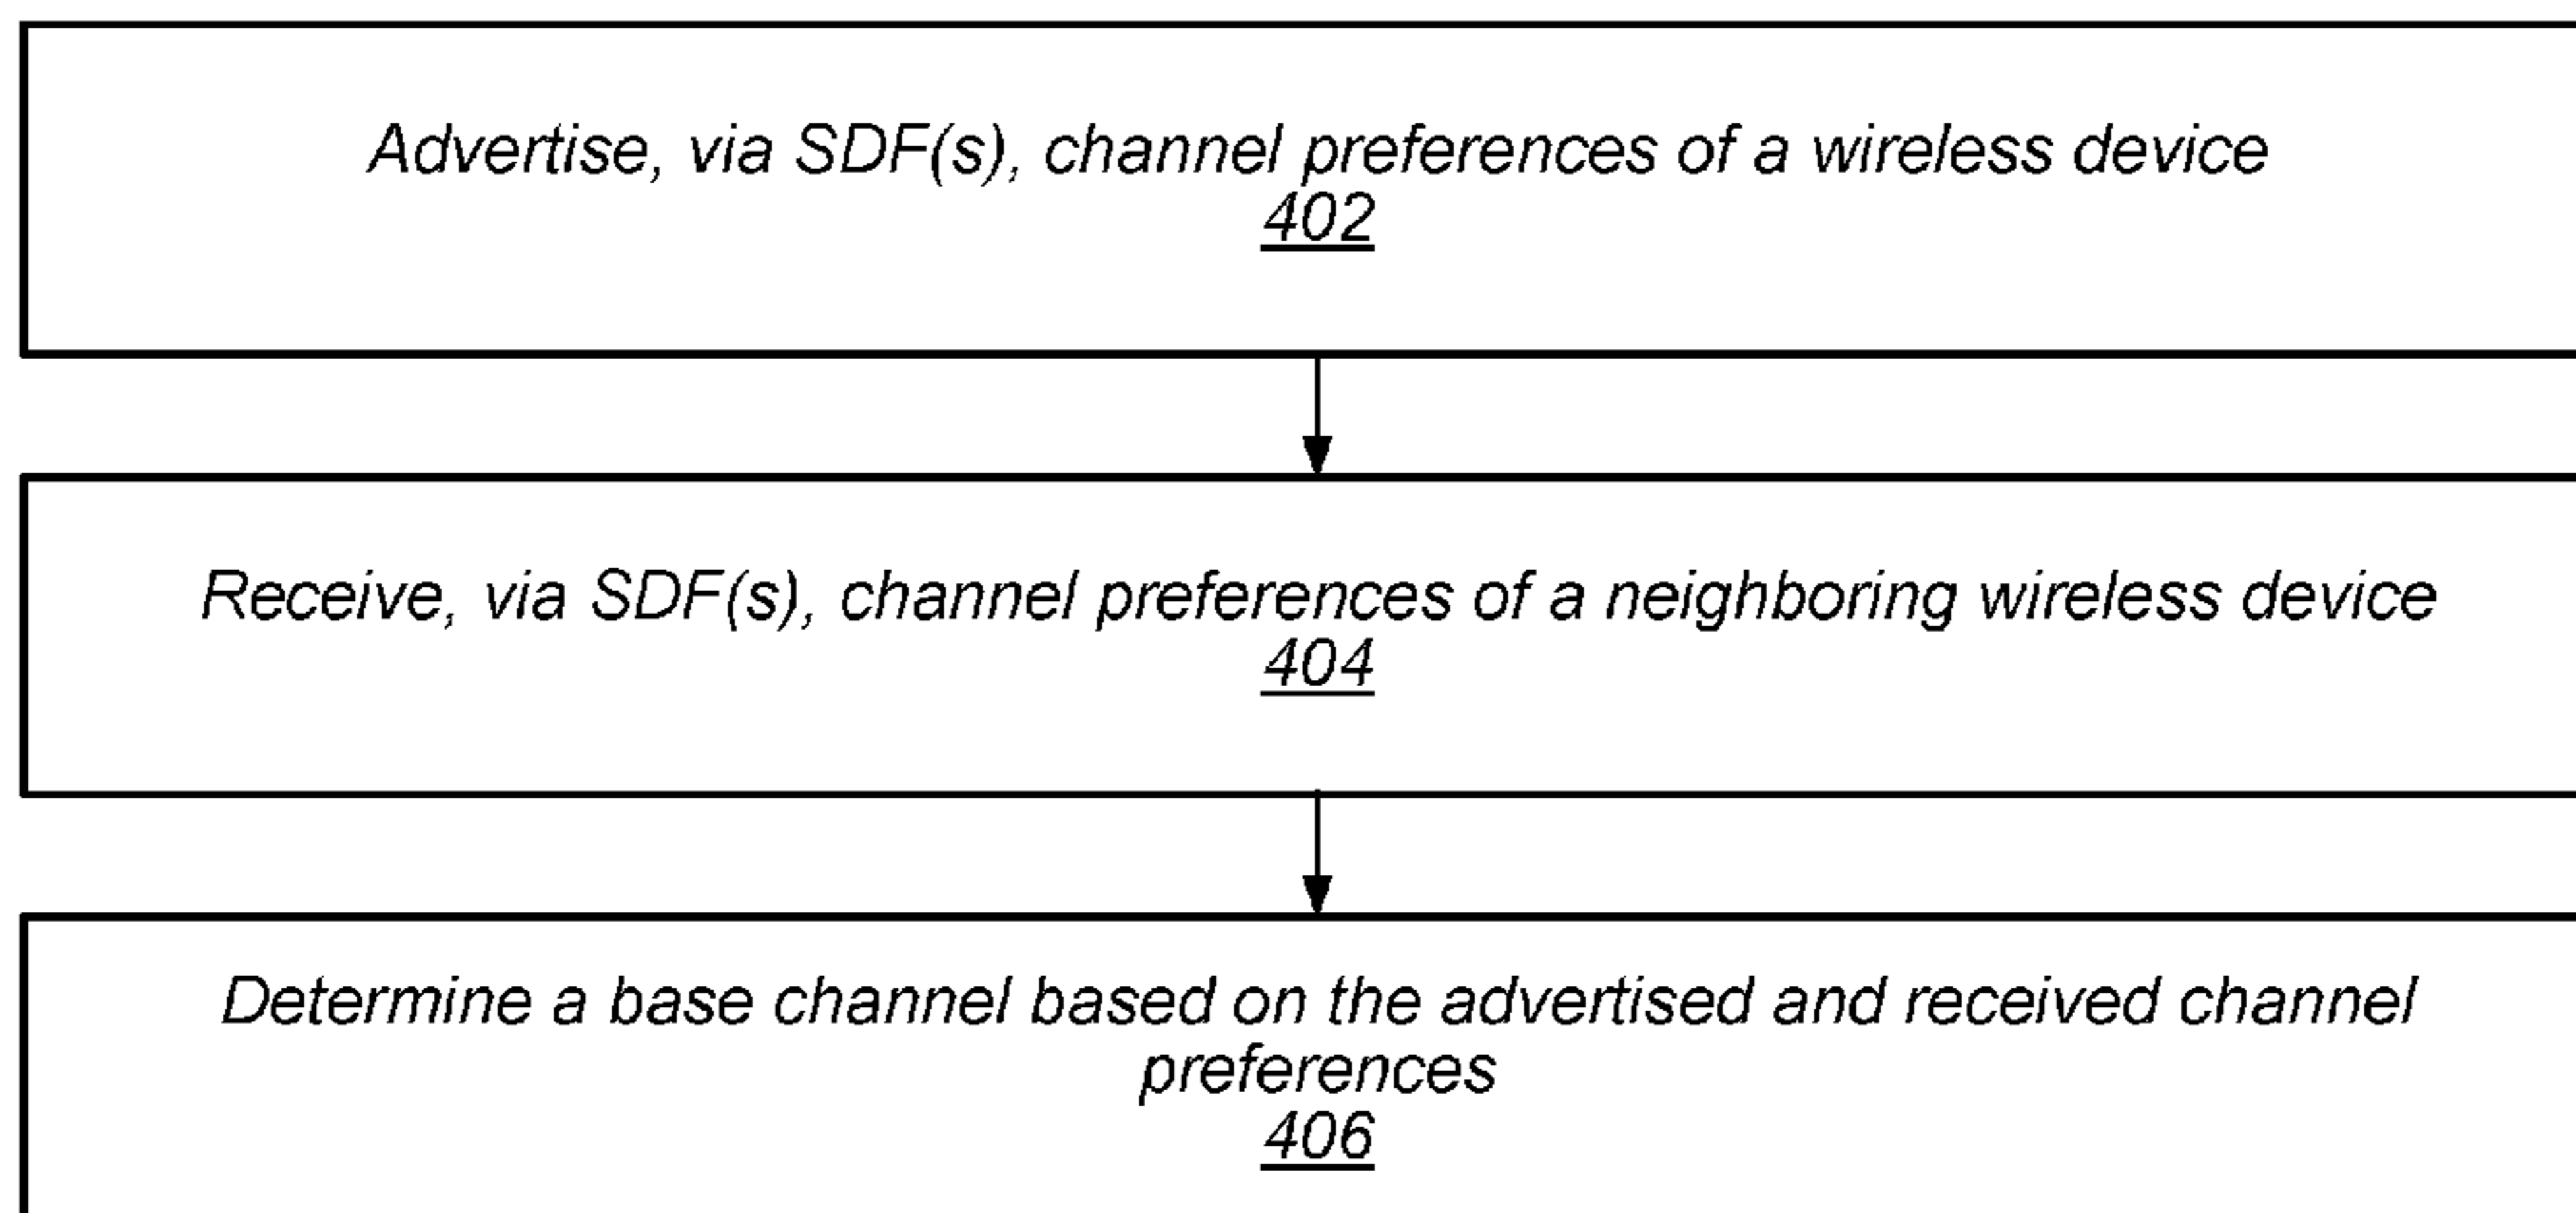 Advertise, via SDF(s), channel preferences of a wireless device
402
Receive, via SDF(s), channel preferences of a neighboring wireless device
404
Determine a base channel based on the advertised and received channel
preferences
406